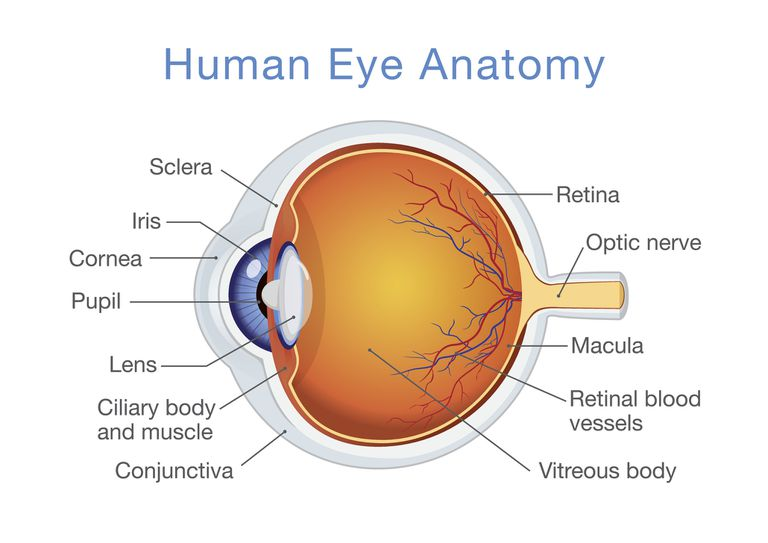 Human Eye Anatomy
Sclera
Iris
Cornea
Pupil
Lens
Ciliary body
and muscle
Conjunctiva
Retina
Optic nerve
Macula
Retinal blood
vessels
Vitreous body